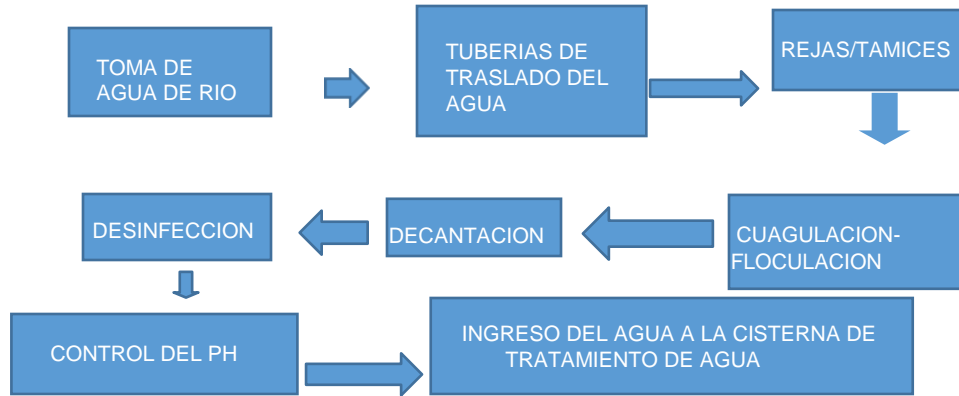 TOMA DE
AGUA DE RIO
TUBERIAS DE
TRASLADO DEL
AGUA
REJAS/TAMICES
CUAGULACION-
FLOCULACION
DECANTACION
DESINFECCION
CONTROL DEL PH
INGRESO DEL AGUA A LA CISTERNA DE
TRATAMIENTO DE AGUA